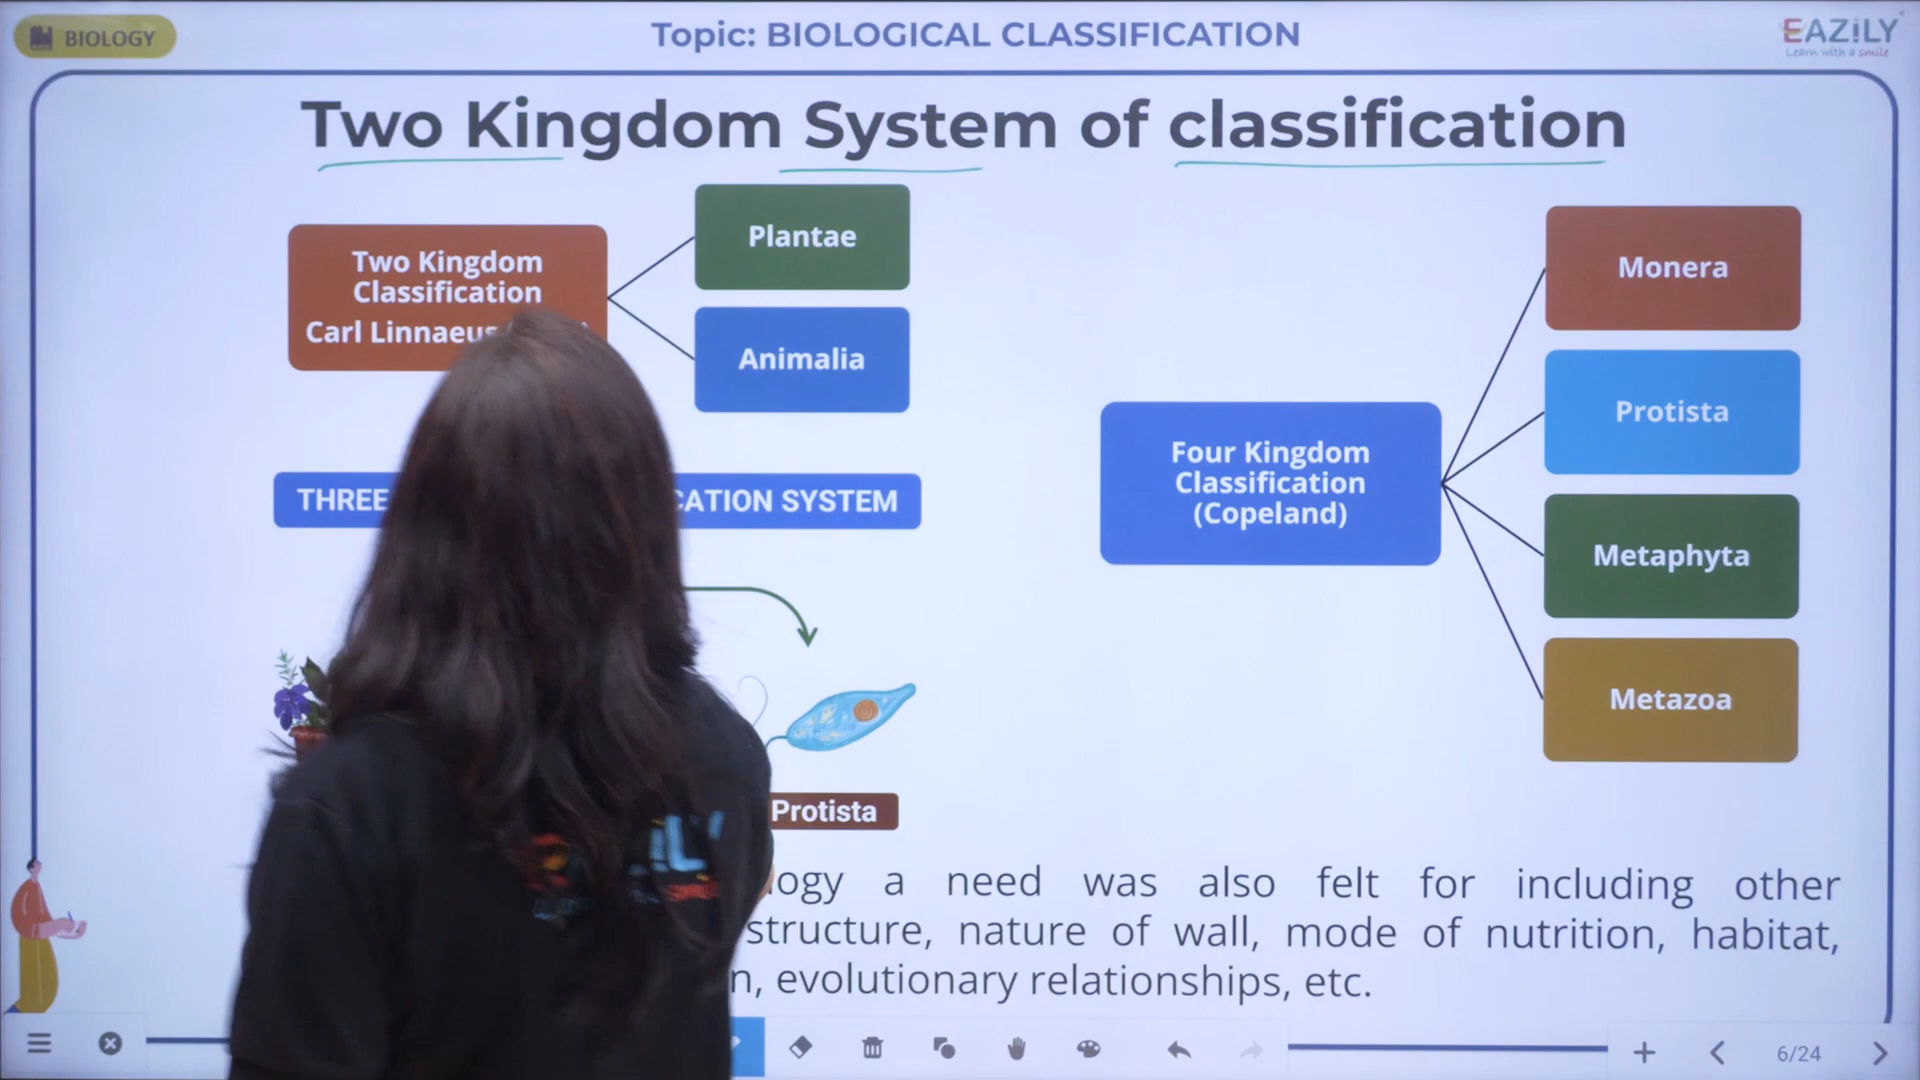 BIOLOGY
Topic: BIOLOGICAL CLASSIFICATION
EAZiLY
Learn with a smile
Two Kingdom System of classification
Two Kingdom
Classification
Carl Linnaeus
Plantae
Animalia
THREE CATION SYSTEM
Protista
Four Kingdom
Classification
(Copeland)
Monera
Protista
Metaphyta
Metazoa
logy a need was also felt for including other
structure, nature of wall, mode of nutrition, habitat,
n, evolutionary relationships, etc.
6/24